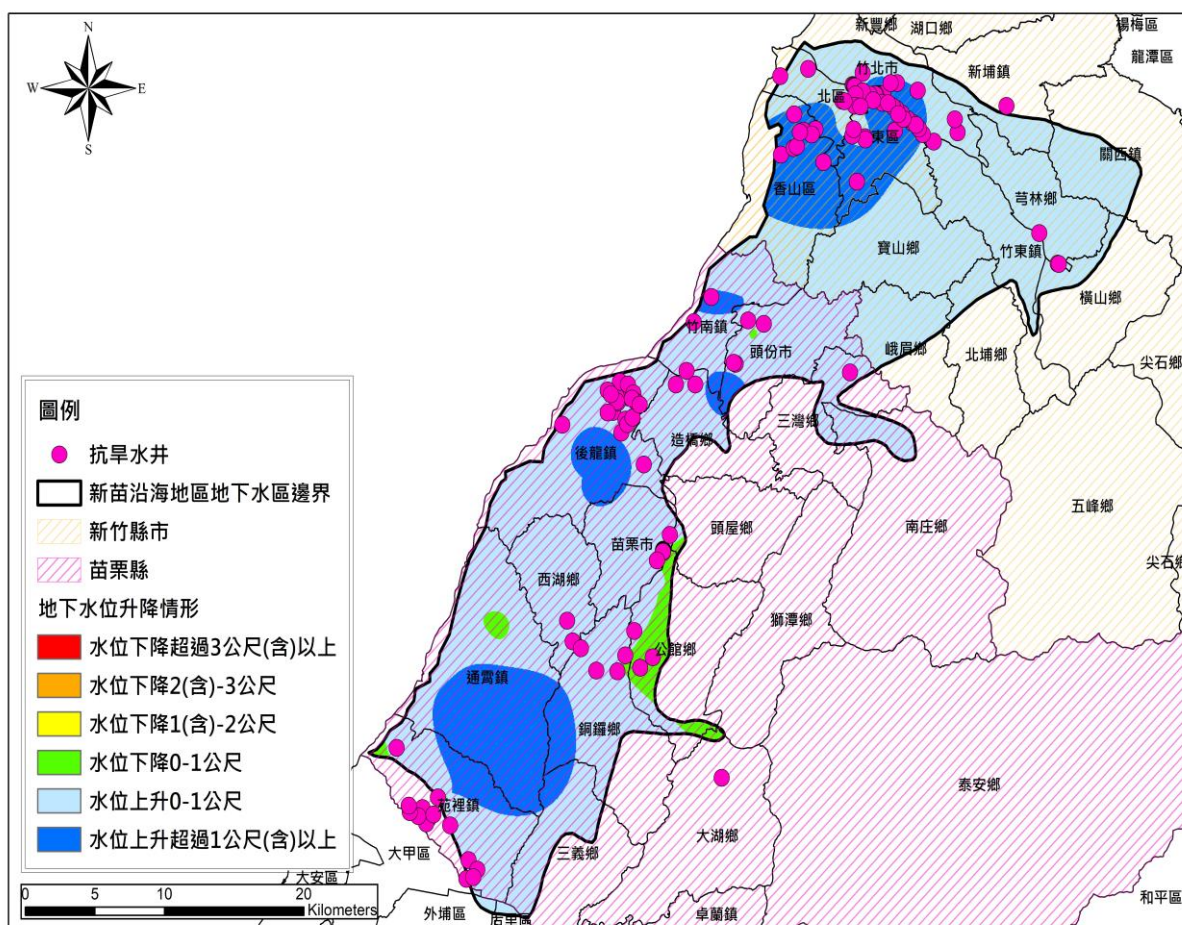 N
W
E
S
新豐鄉
湖口鄉
楊梅區
龍潭區
竹北市
新埔鎮
北區
東區
關西鎮
香山區
芎林鄉
寶山鄉
竹東鎮
橫山鄉
竹南鎮
頭份市
峨眉鄉
北埔鄉
尖石鄉
三灣鄉
造橋鄉
後龍鎮
五峰鄉
頭屋鄉
南庄鄉
苗栗市
西湖鄉
尖石鄉
獅潭鄉
公館鄉
通霄鎮
銅鑼鄉
泰安鄉
苑裡鎮
大湖鄉
三義鄉
大甲區
大安區
外埔區
后里區
卓蘭鎮
和平區
圖例
抗旱水井
新苗沿海地區地下水區邊界
新竹縣市
苗栗縣
地下水位升降情形
水位下降超過3公尺(含)以上
水位下降2(含)-3公尺
水位下降1(含)-2公尺
水位下降0-1公尺
水位上升0-1公尺
水位上升超過1公尺(含)以上
0 5 10 20
Kilometers